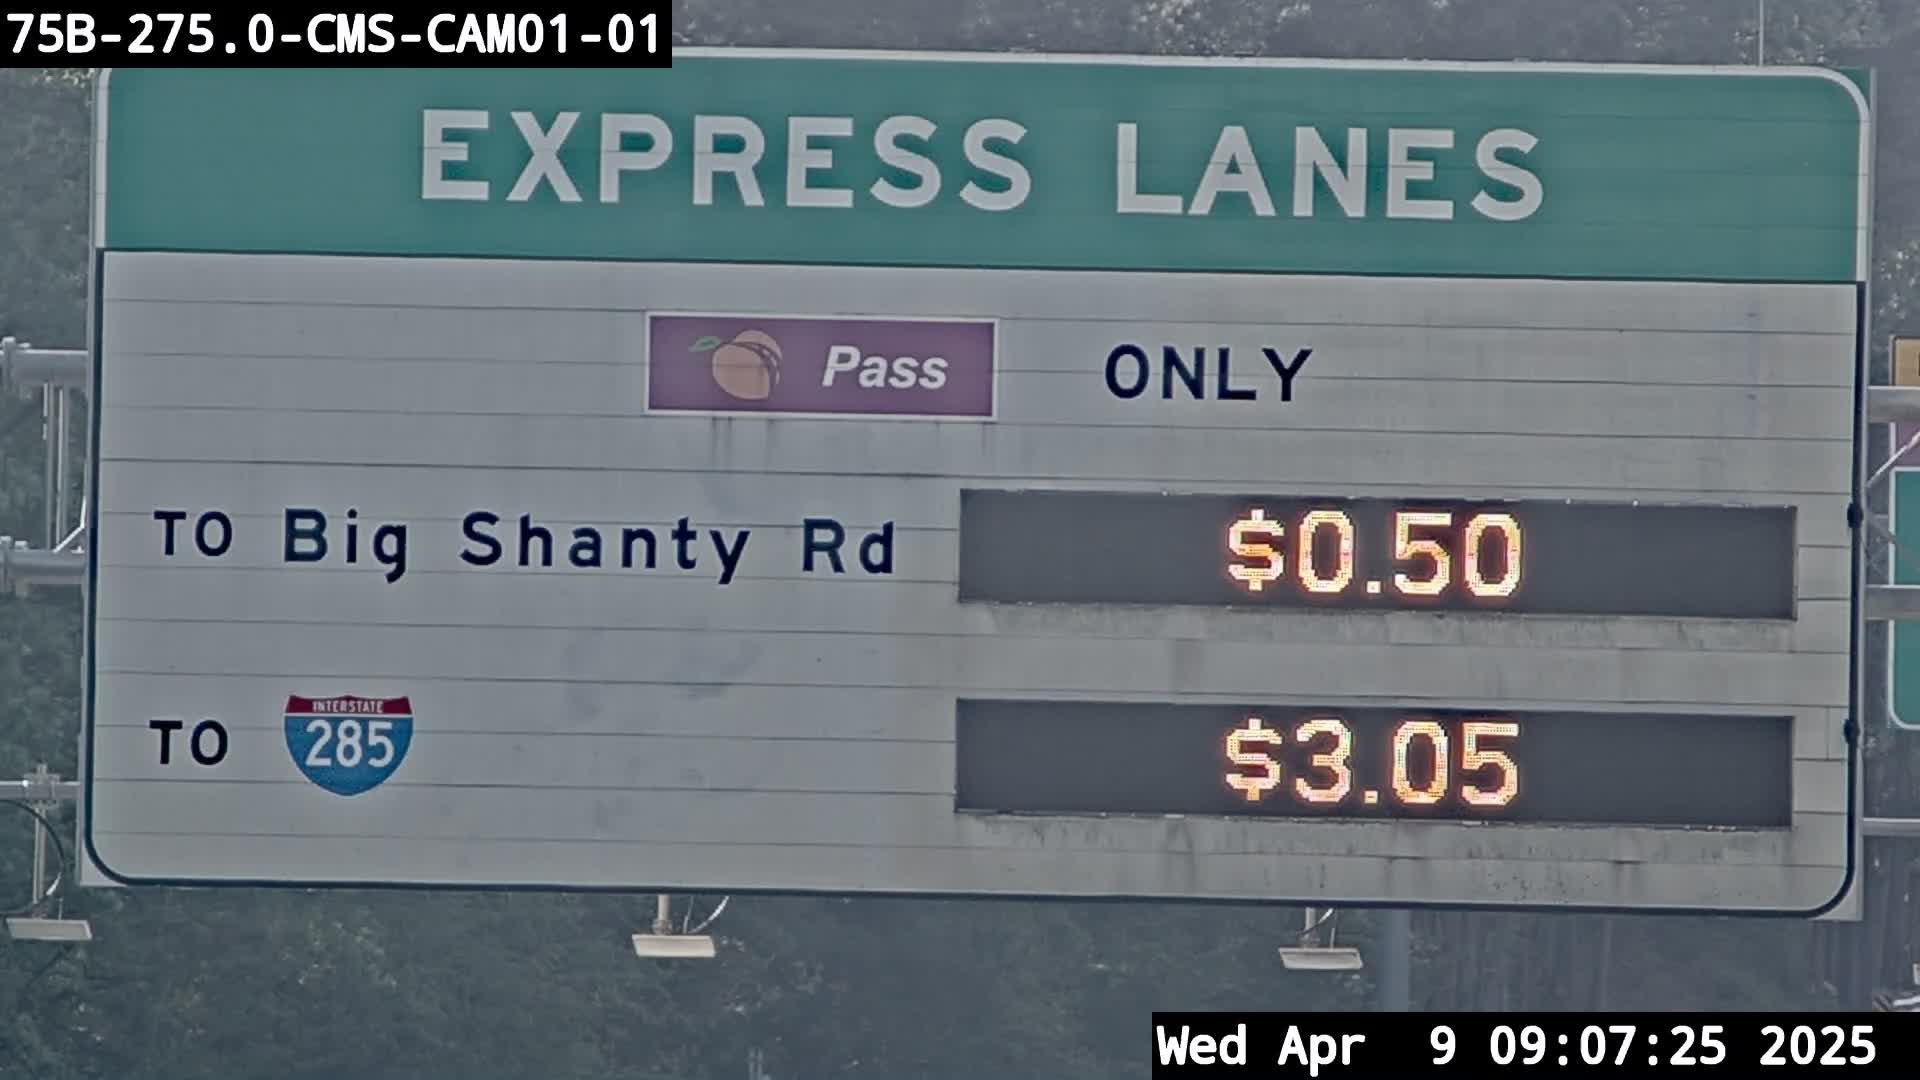 75B-275.0-CMS-CAM01-01
EXPRESS LANES
Pass ONLY
TO Big Shanty Rd $0.50
INTERSTATE
TO 285 $3.05
Wed Apr 9 09:07:25 2025